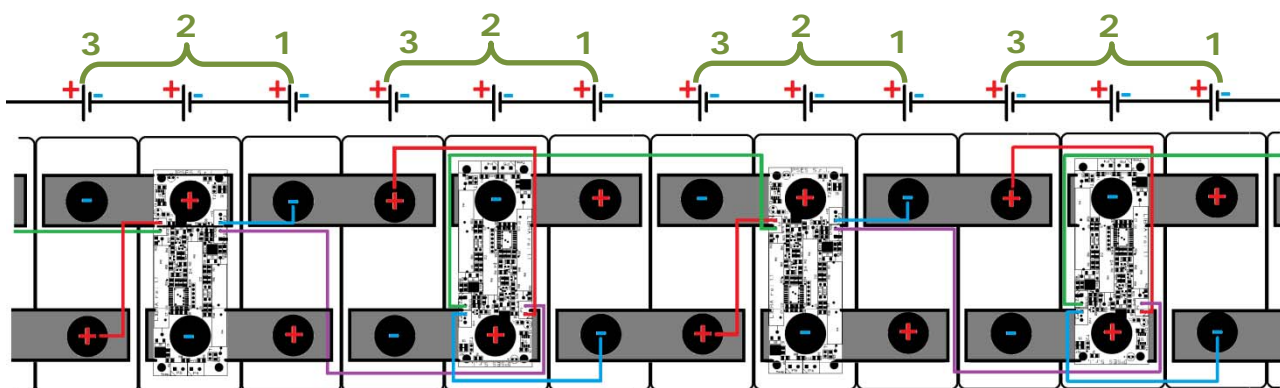 3 2 1 3 2 1 3 2 1 3 2 1
+ - + - + - + - + - + - + - + - + - + - + - + -
- + - + - + - + - + - +
+ - + - + - + - + - + -